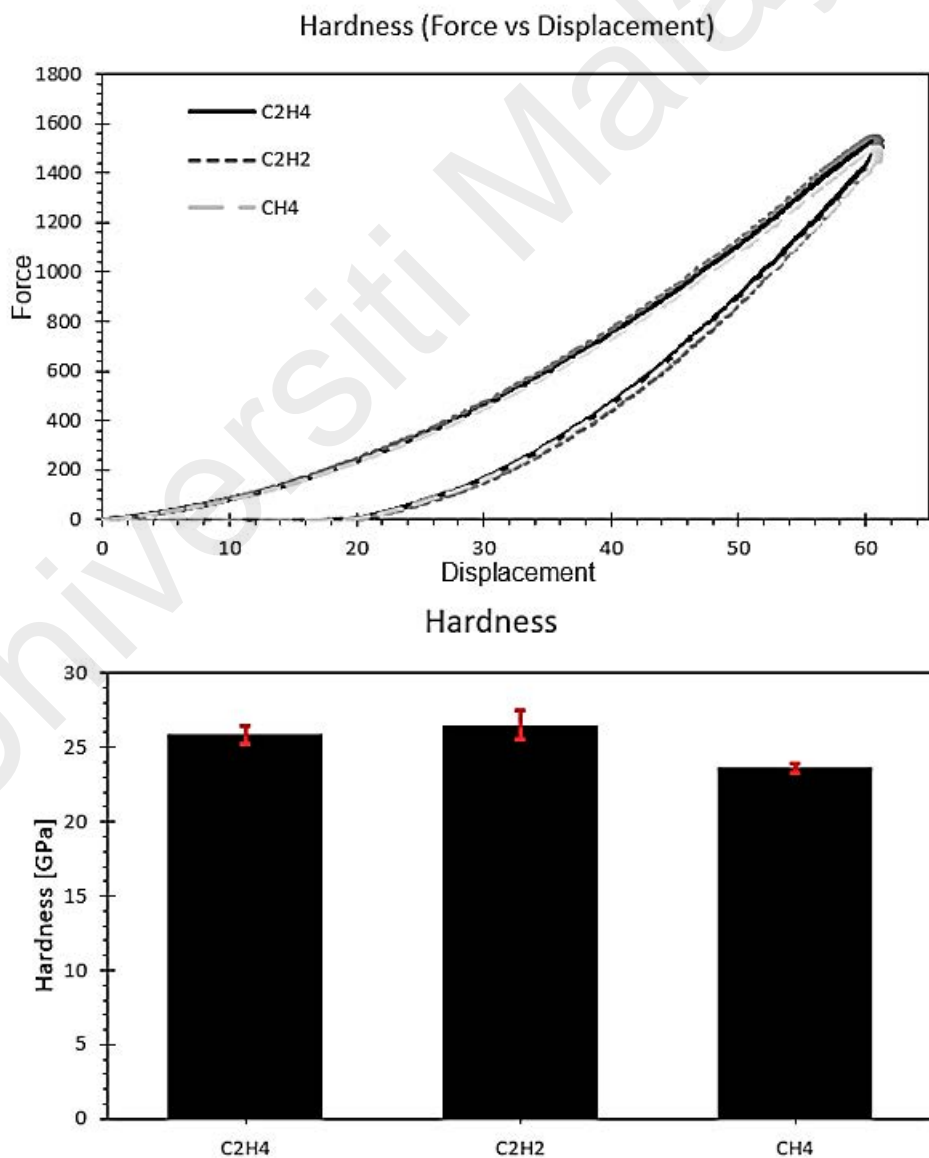 Hardness (Force vs Displacement)
1800
1600
1400
1200
1000
800
600
400
200
0
Force
C2H4
C2H2
CH4
0 10 20 30 40 50 60
Displacement
Hardness
30
25
20
15
10
5
0
Hardness [GPa]
C2H4 C2H2 CH4
Universiti Malay